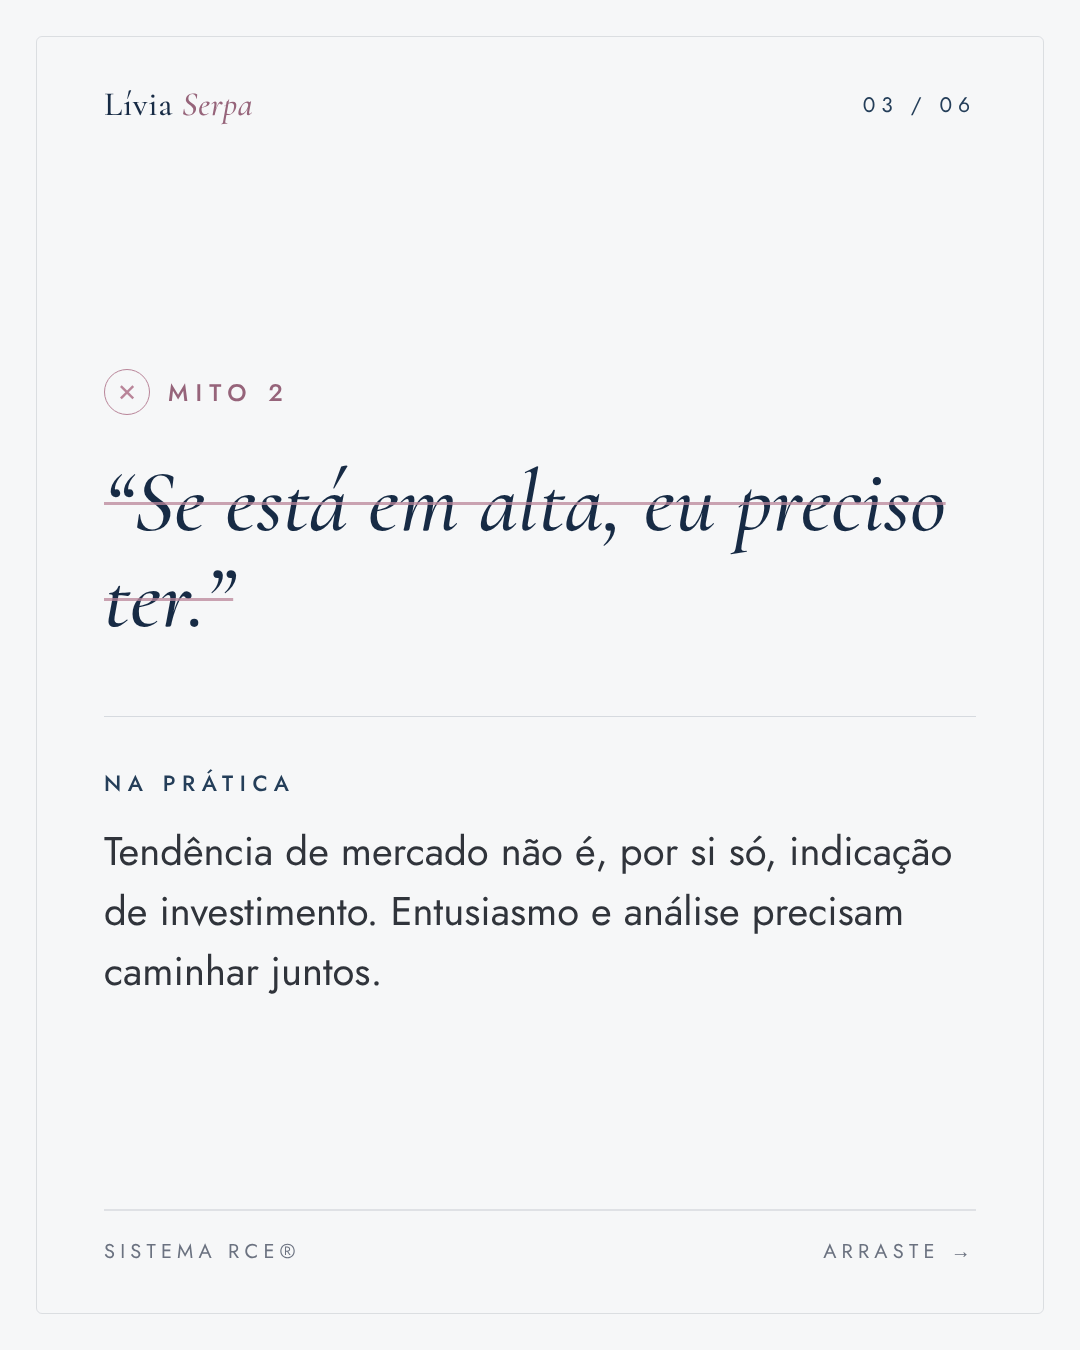 Lívia Serpa
03 / 06
MITO 2
“Se está em alta, eu preciso
ter.”
NA PRÁTICA
Tendência de mercado não é, por si só, indicação
de investimento. Entusiasmo e análise precisam
caminhar juntos.
SISTEMA RCE®
ARRASTE →